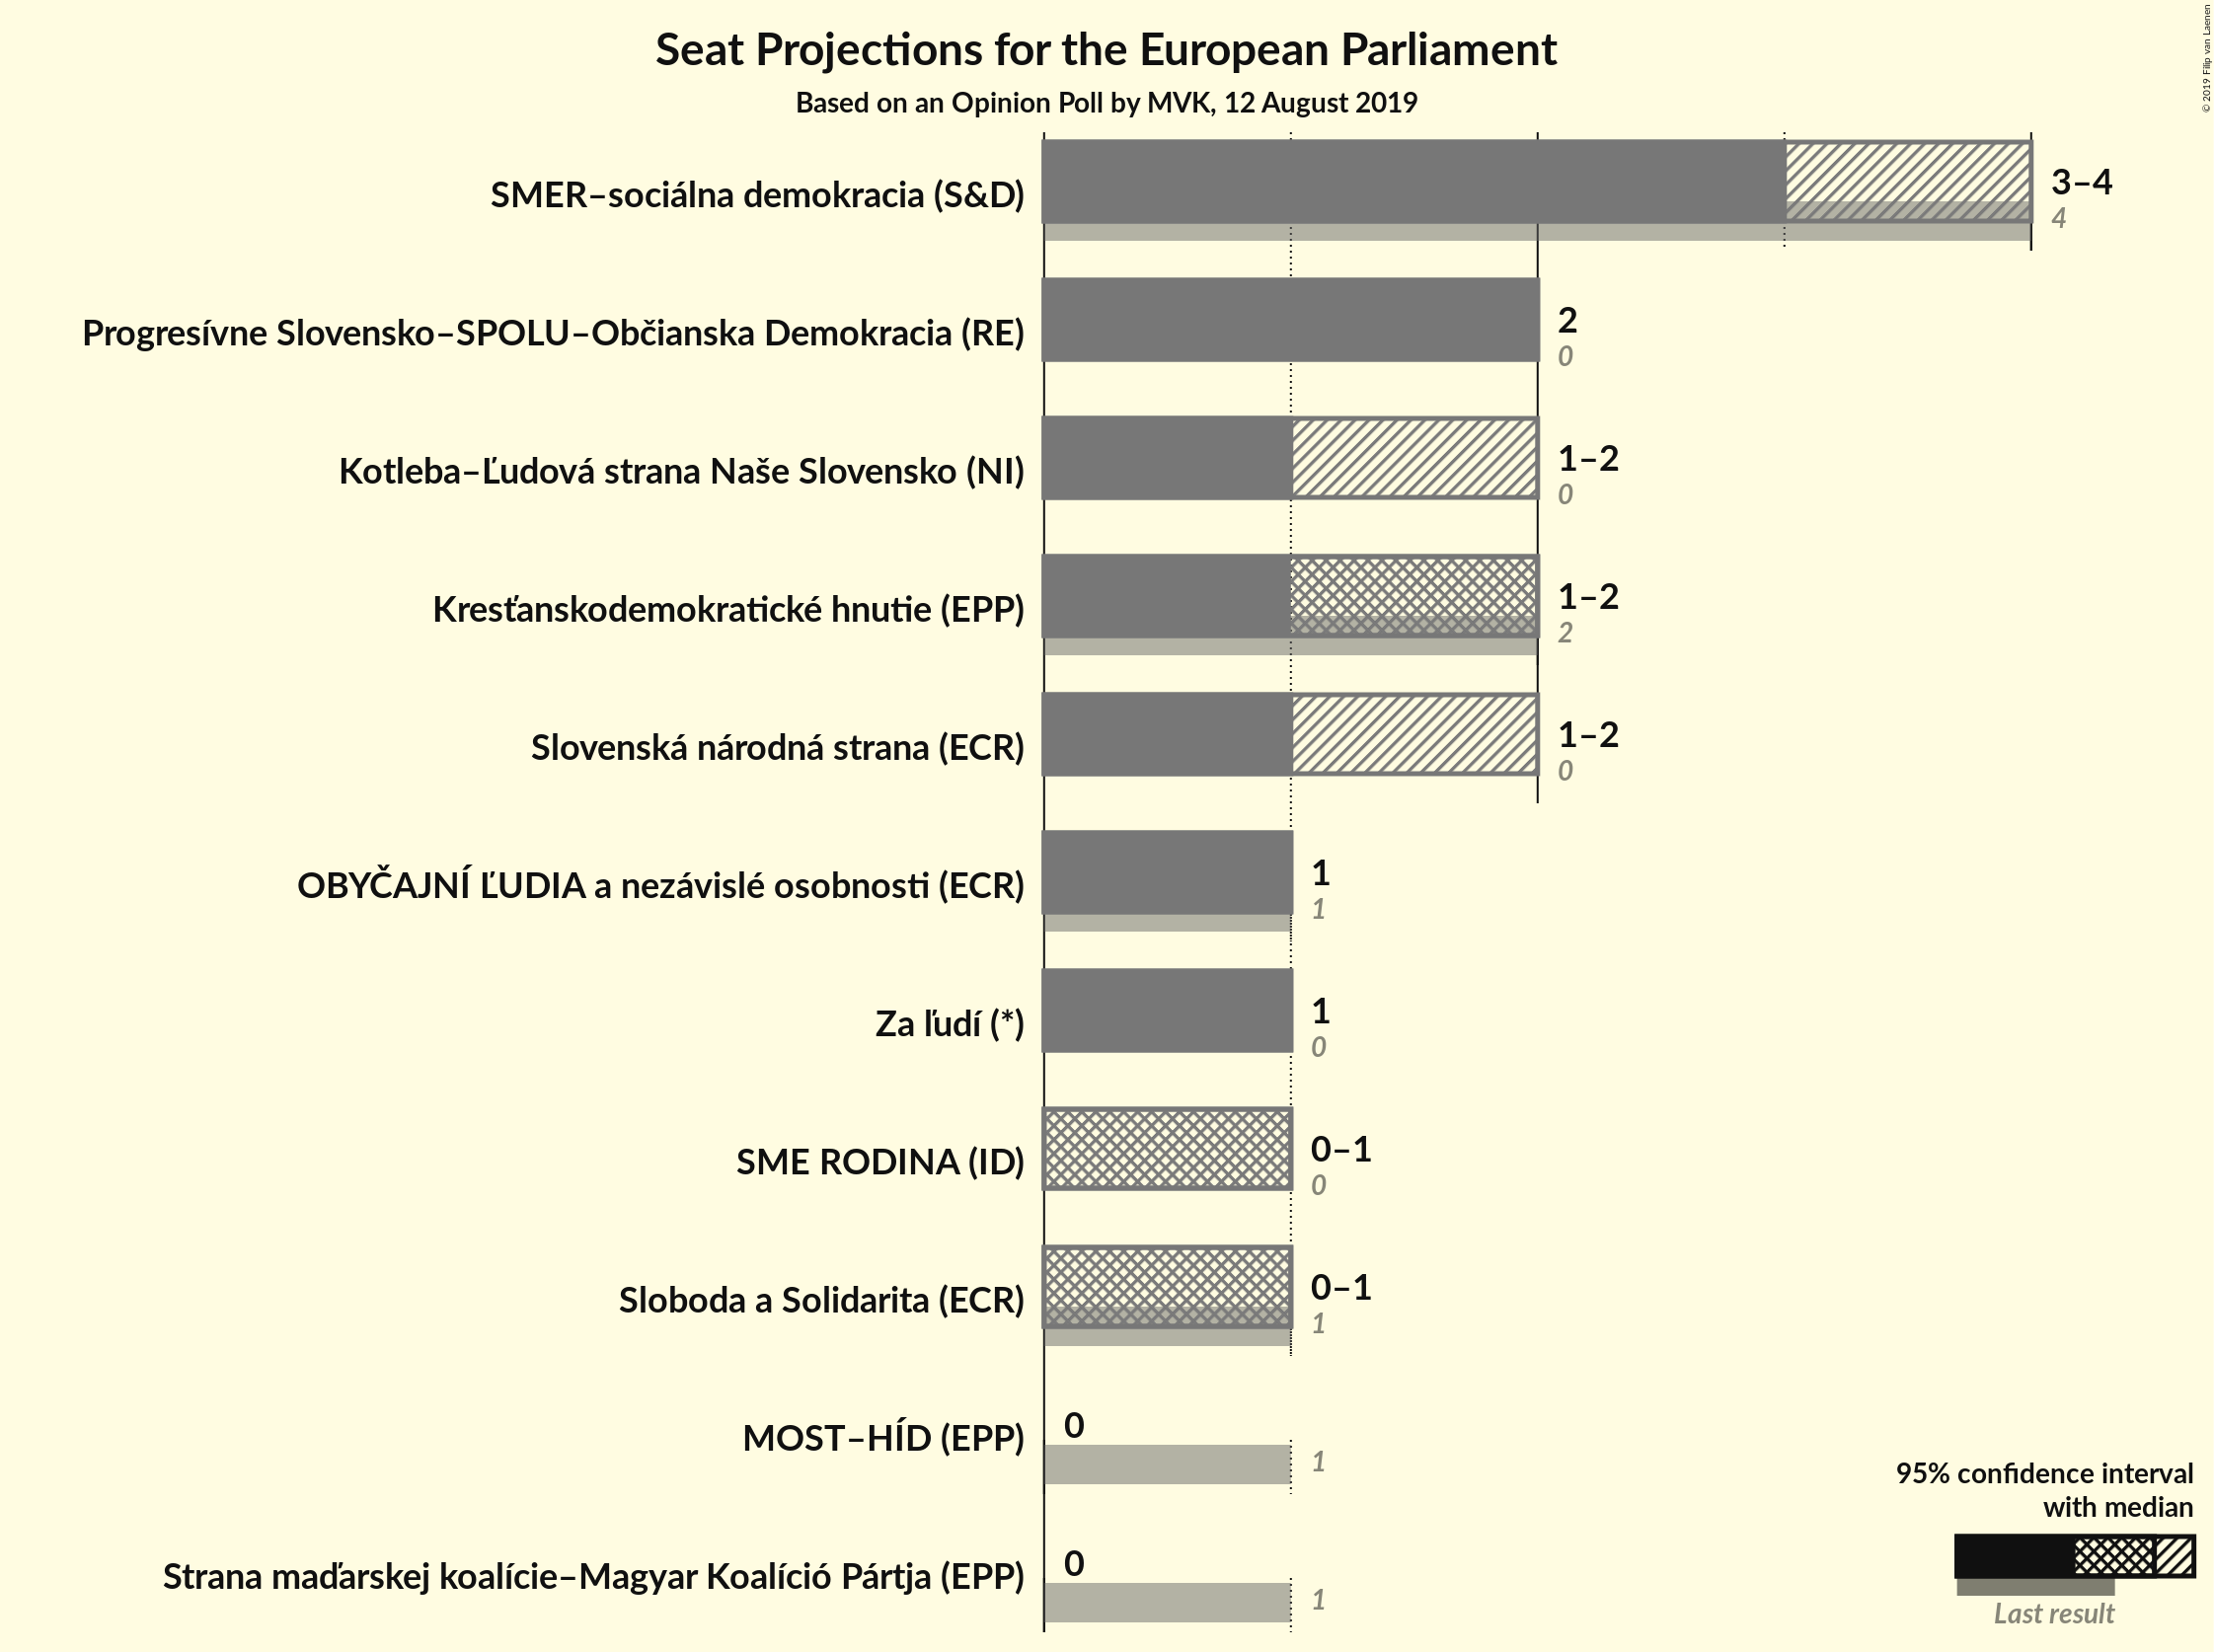 Seat Projections for the European Parliament
Based on an Opinion Poll by MVK, 12 August 2019
© 2019 Filip van Laenen
SMER–sociálna demokracia (S&D)
3–4
4
Progresívne Slovensko–SPOLU–Občianska Demokracia (RE)
2
0
Kotleba–Ľudová strana Naše Slovensko (NI)
1–2
0
Kresťanskodemokratické hnutie (EPP)
1–2
2
Slovenská národná strana (ECR)
1–2
0
OBYČAJNÍ ĽUDIA a nezávislé osobnosti (ECR)
1
1
Za ľudí (*)
1
0
SME RODINA (ID)
0–1
0
Sloboda a Solidarita (ECR)
0–1
1
MOST–HÍD (EPP)
0
1
Strana maďarskej koalície–Magyar Koalíció Pártja (EPP)
0
1
95% confidence interval
with median
Last result